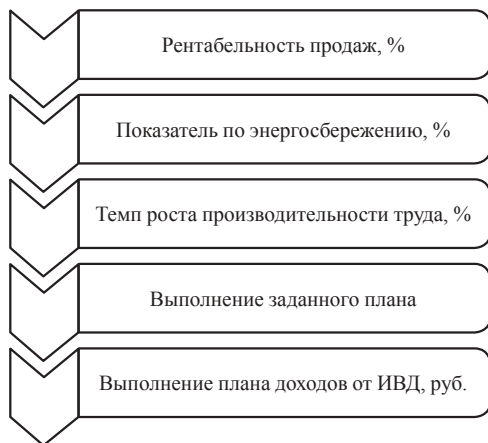 Рентабельность продаж, %
Показатель по энергосбережению, %
Темп роста производительности труда, %
Выполнение заданного плана
Выполнение плана доходов от ИВД, руб.